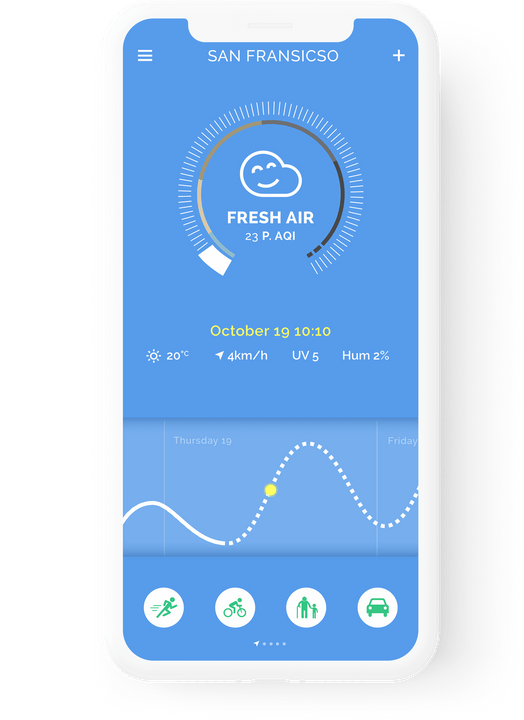 SAN FRANSICSO
FRESH AIR
23 P. AQI
October 19 10:10
20°C 4km/h UV 5 Hum 2%
Thursday 19 Friday